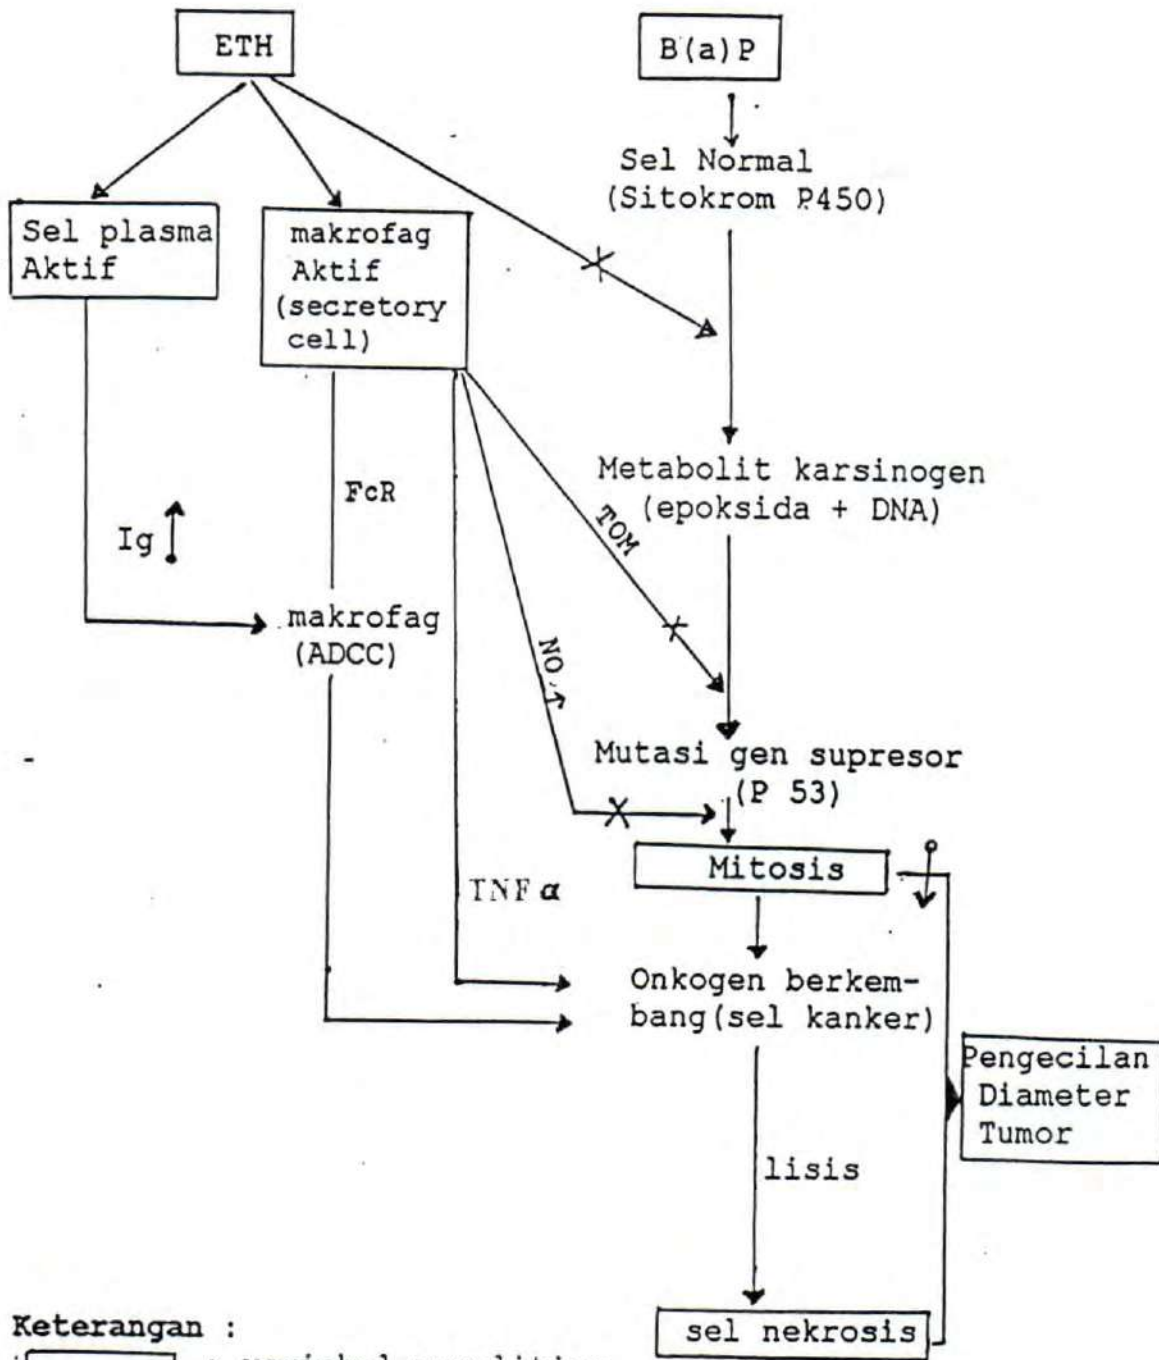 ETH
B(a)P
Sel Normal
(Sitokrom P450)
Sel plasma
Aktif
makrofag
Aktif
(secretory
cell)
Metabolit karsinogen
(epoksida + DNA)
FcR
TOM
Ig
makrofag
(ADCC)
NO
Mutasi gen supresor
(P 53)
Mitosis
TNF α
Onkogen berkem-
bang(sel kanker)
Pengecilan
Diameter
Tumor
lisis
sel nekrosis
Keterangan :